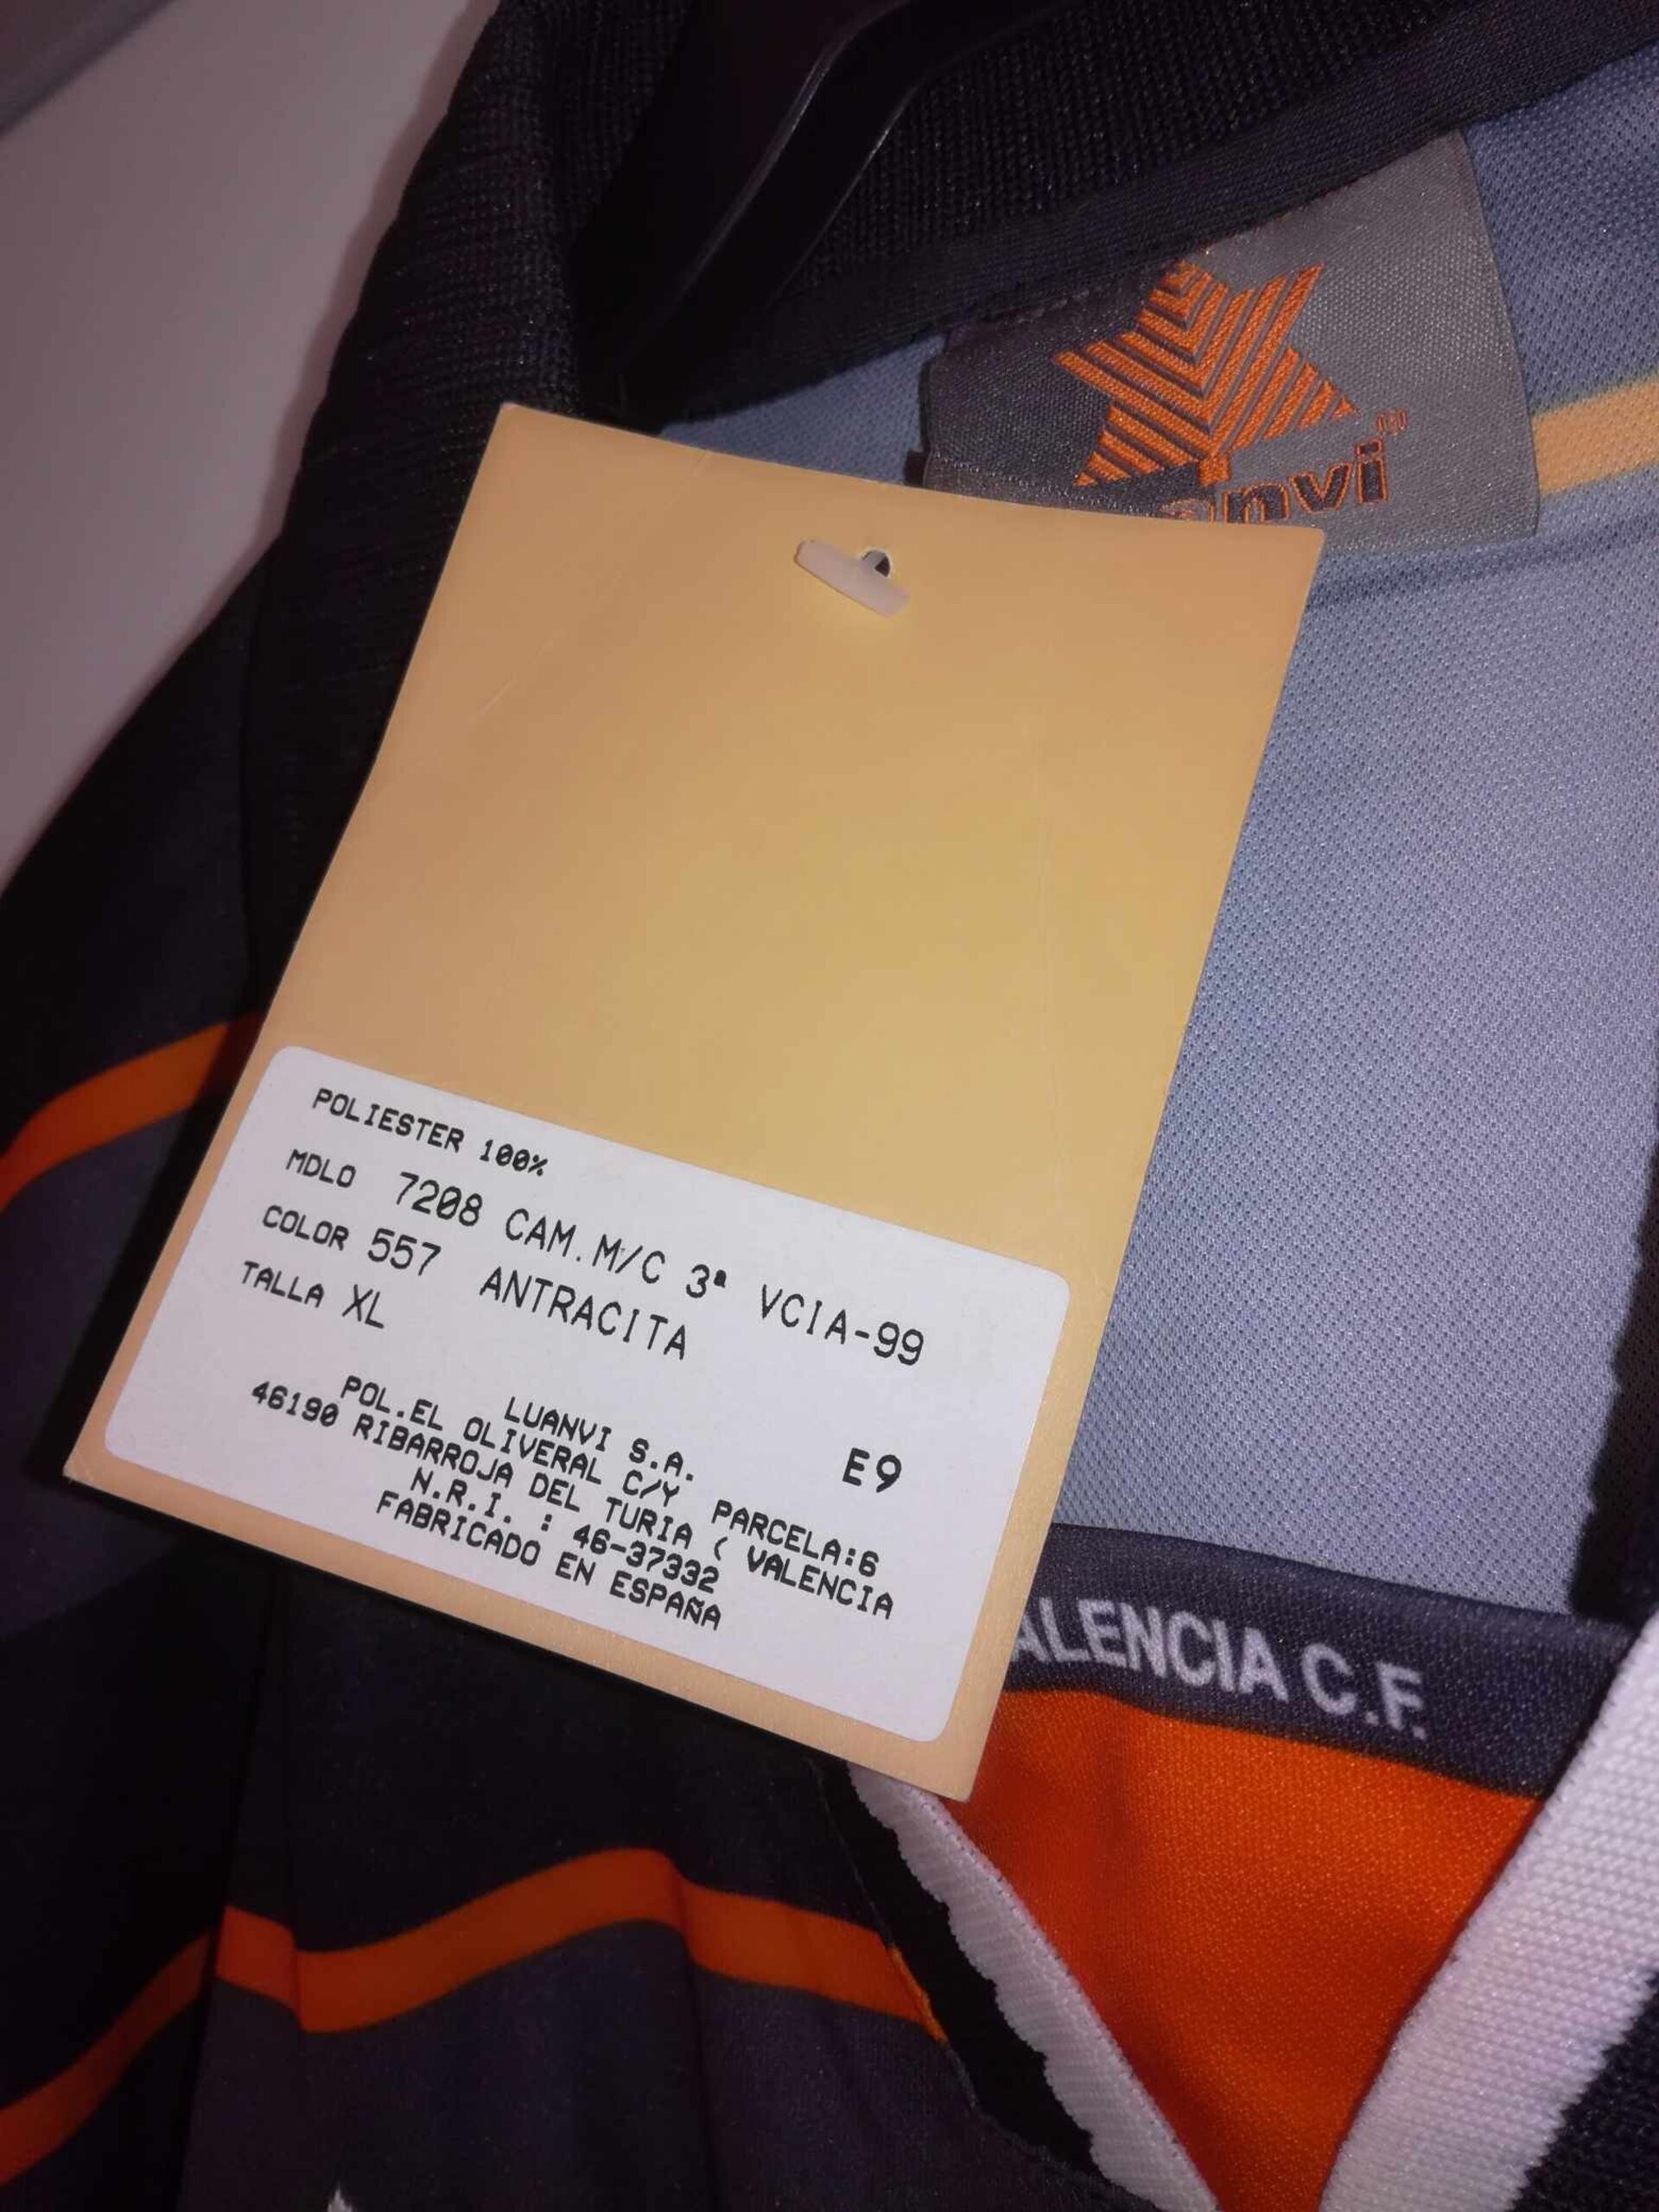 anvi
POLIESTER 100%
MDLO 7208 CAM.M/C 3ª VCIA-99
COLOR 557 ANTRACITA
TALLA XL
LUANVI S.A. E9
POL.EL OLIVERAL C/Y PARCELA:6
46190 RIBARROJA DEL TURIA ( VALENCIA
N.R.I. : 46-37332
FABRICADO EN ESPAÑA
ALENCIA C.F.